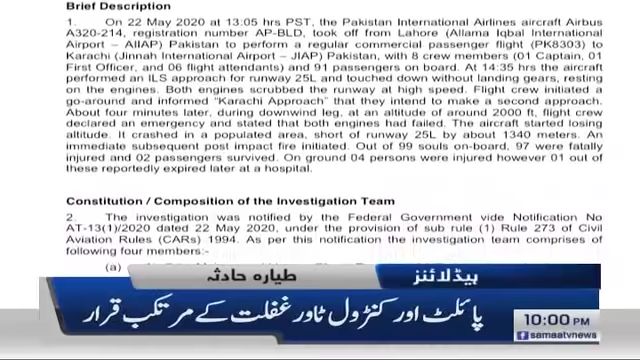 Brief Description
1. On 22 May 2020 at 13:05 hrs PST, the Pakistan International Airlines aircraft Airbus
A320-214, registration number AP-BLD, took off from Lahore (Allama Iqbal International
Airport – AIIAP) Pakistan to perform a regular commercial passenger flight (PK8303) to
Karachi (Jinnah International Airport – JIAP) Pakistan, with 8 crew members (01 Captain, 01
First Officer, and 06 flight attendants) and 91 passengers on board. At 14:35 hrs the aircraft
performed an ILS approach for runway 25L and touched down without landing gears, resting
on the engines. Both engines scrubbed the runway at high speed. Flight crew initiated a
go-around and informed "Karachi Approach" that they intend to make a second approach.
About four minutes later, during downwind leg, at an altitude of around 2000 ft, flight crew
declared an emergency and stated that both engines had failed. The aircraft started losing
altitude. It crashed in a populated area, short of runway 25L by about 1340 meters. An
immediate subsequent post impact fire initiated. Out of 99 souls on-board, 97 were fatally
injured and 02 passengers survived. On ground 04 persons were injured however 01 out of
these reportedly expired later at a hospital.
Constitution / Composition of the Investigation Team
2. The investigation was notified by the Federal Government vide Notification No
AT-13(1)/2020 dated 22 May 2020, under the provision of sub rule (1) Rule 273 of Civil
Aviation Rules (CARs) 1994. As per this notification the investigation team comprises of
following four members:-
(a)
ہیڈلائنز
طیارہ حادثہ
پائلٹ اور کنٹرول ٹاور غفلت کے مرتکب قرار
10:00 PM
samaatvnews